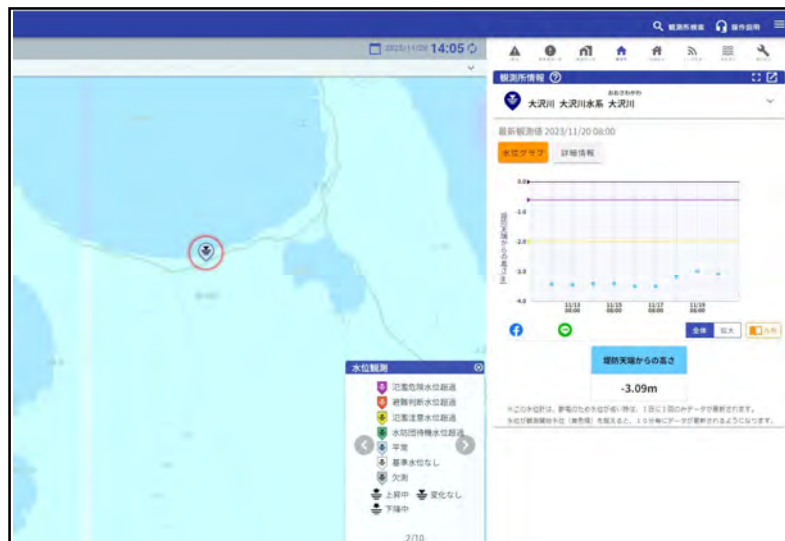 観測所検索 操作説明
2023/11/20 14:05
観測所情報
おおさわがわ
大沢川 大沢川水系 大沢川
最新観測値 2023/11/20 08:00
水位グラフ 詳細情報
堤防天端からの高さ[m]
0.0
-1.0
-2.0
-3.0
-4.0
11/13 11/15 11/17 11/19
08:00 08:00 08:00 08:00
全体 拡大
堤防天端からの高さ
-3.09m
※この水位計は、節電のため水位が低い時は、1日に1回のみデータが更新されます。
水位が観測開始水位（黄色線）を超えると、10分毎にデータが更新されるようになります。
水位観測
氾濫危険水位超過
避難判断水位超過
氾濫注意水位超過
水防団待機水位超過
平常
基準水位なし
欠測
上昇中 変化なし
下降中
2/10